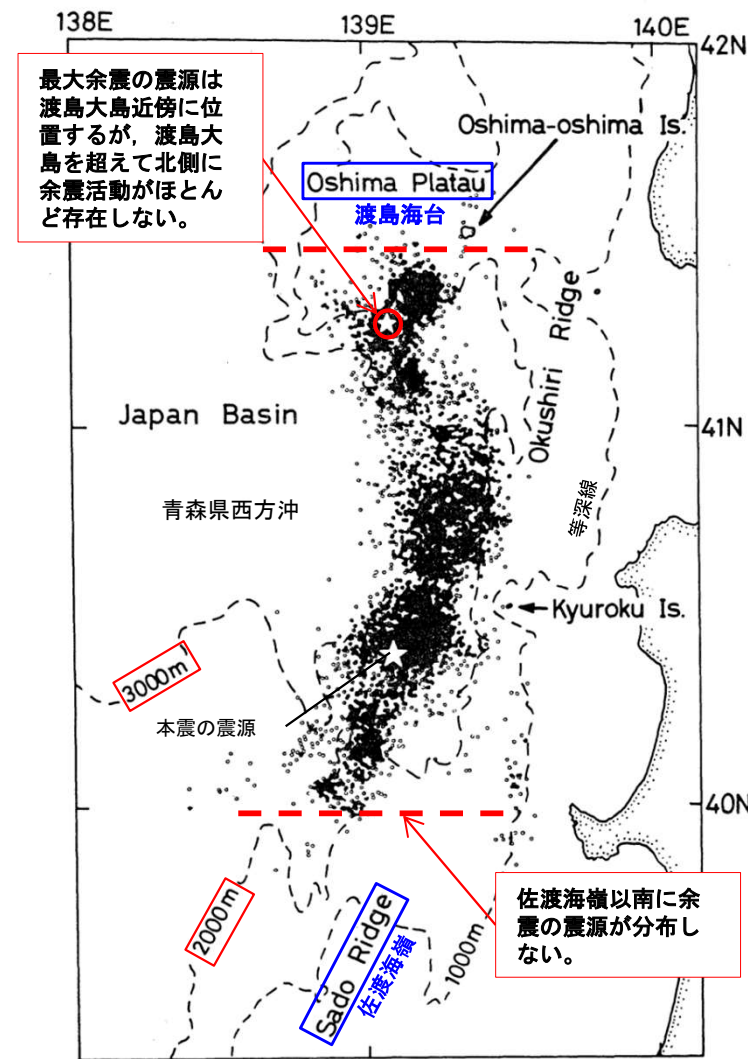 138E
139E
140E
42N
最大余震の震源は
渡島大島近傍に位
置するが，渡島大
島を超えて北側に
余震活動がほとん
ど存在しない。
Oshima-oshima Is.
Oshima Platau
渡島海台
Okushiri Ridge
Japan Basin
41N
青森県西方沖
等深線
Kyuroku Is.
3000m
本震の震源
40N
佐渡海嶺以南に余
震の震源が分布し
ない。
2000m
Sado Ridge
佐渡海嶺
1000m